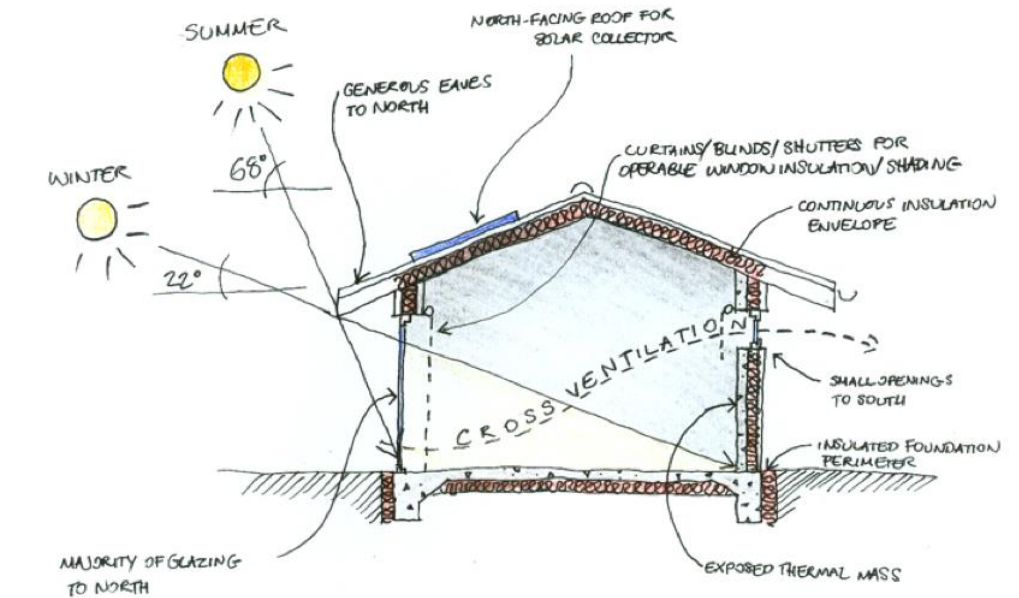 SUMMER
NORTH-FACING ROOF FOR
SOLAR COLLECTOR
GENEROUS EAVES
TO NORTH
68°
CURTAINS/BLINDS/SHUTTERS FOR
OPERABLE WINDOW INSULATION/SHADING
WINTER
CONTINUOUS INSULATION
ENVELOPE
22°
CROSS VENTILATION
SMALL OPENINGS
TO SOUTH
INSULATED FOUNDATION
PERIMETER
MAJORITY OF GLAZING
TO NORTH
EXPOSED THERMAL MASS